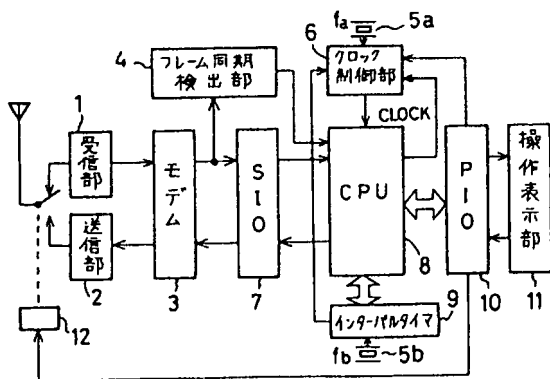 fa 5a
6
クロック
制御部
4
フレーム同期
検出部
CLOCK
1
受信部
モデム
SIO
CPU
PIO
操作表示部
送信部
2
3
7
8
インターバルタイマ
9
10
11
12
fb 5b